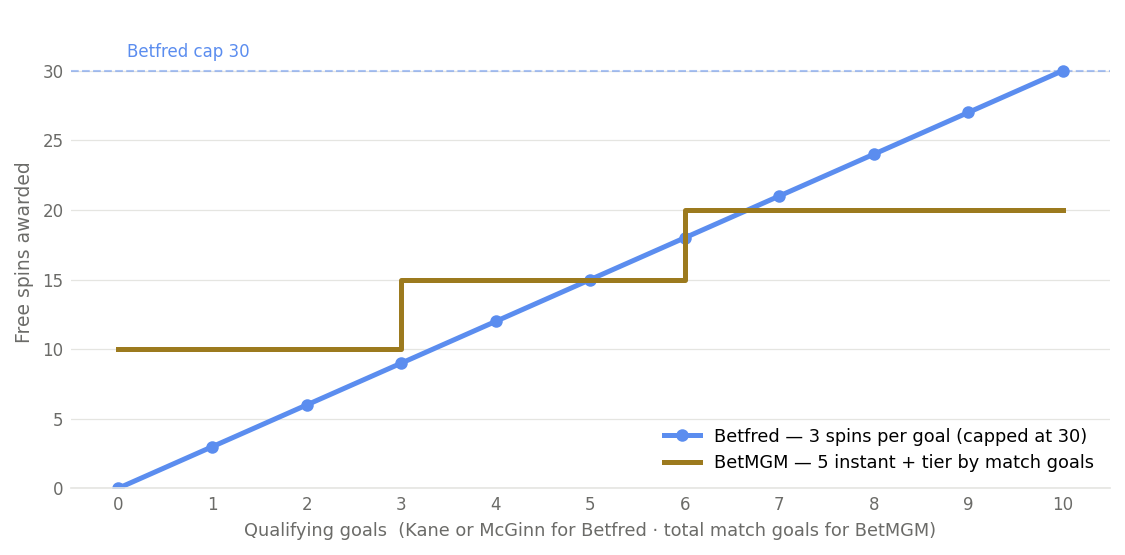 Betfred cap 30
30
25
20
15
10
5
0
Free spins awarded
Betfred — 3 spins per goal (capped at 30)
BetMGM — 5 instant + tier by match goals
0 1 2 3 4 5 6 7 8 9 10
Qualifying goals  (Kane or McGinn for Betfred · total match goals for BetMGM)